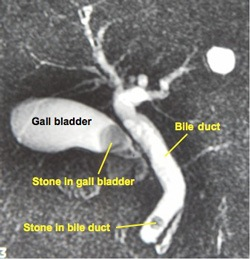 Gall bladder
Bile duct
Stone in gall bladder
Stone in bile duct
3